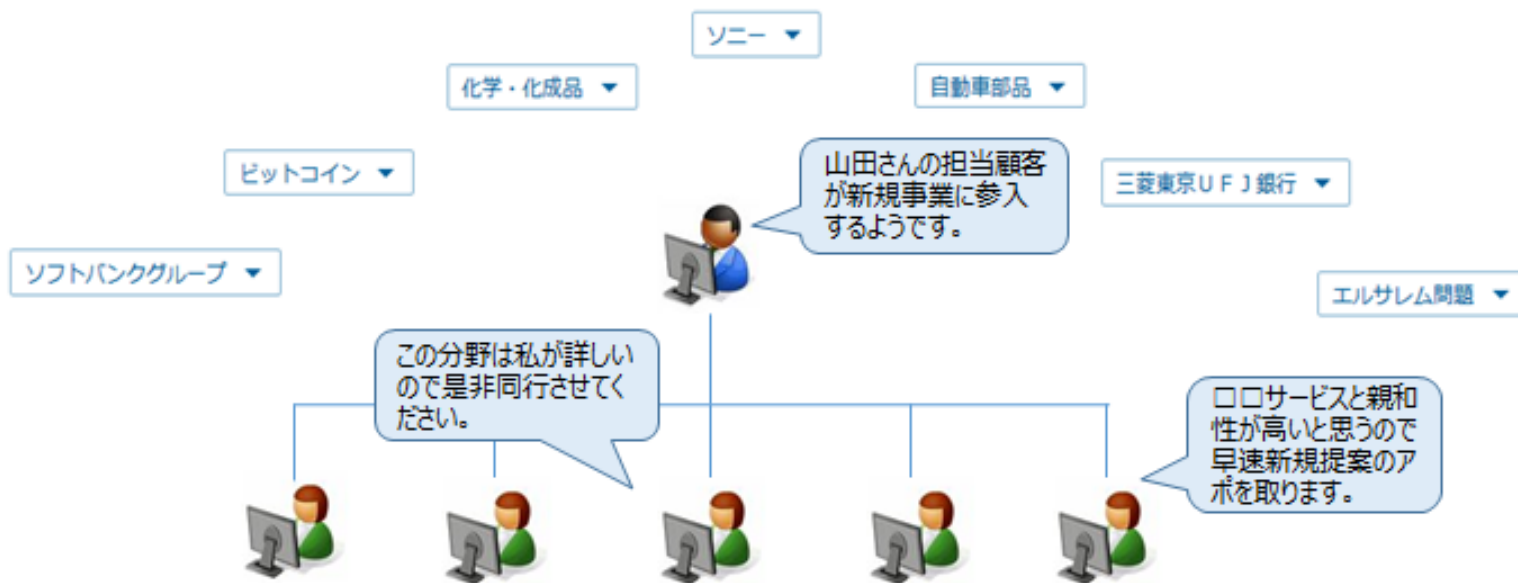 ソニー ▼
化学・化成品 ▼
自動車部品 ▼
ビットコイン ▼
三菱東京ＵＦＪ銀行 ▼
ソフトバンクグループ ▼
エルサレム問題 ▼
山田さんの担当顧客
が新規事業に参入
するようです。
この分野は私が詳しい
ので是非同行させてく
ださい。
□□サービスと親和
性が高いと思うので
早速新規提案のア
ポを取ります。